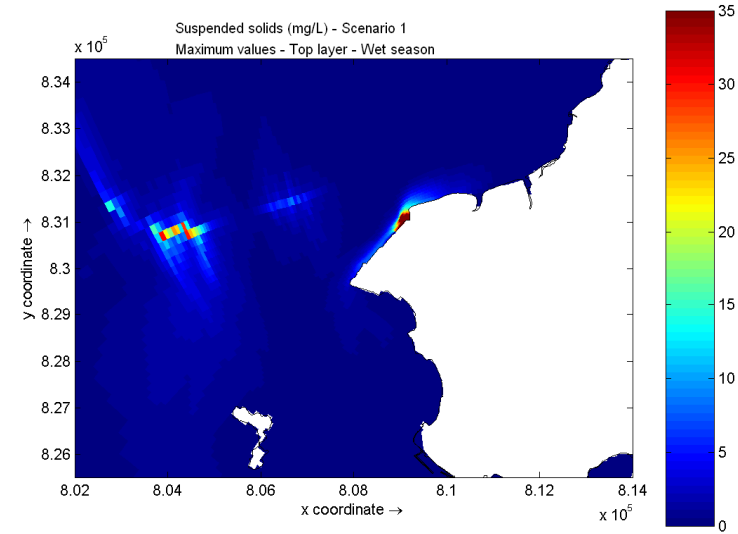 Suspended solids (mg/L) - Scenario 1
Maximum values - Top layer - Wet season
x 10^5
8.34
8.33
8.32
8.31
8.3
8.29
8.28
8.27
8.26
y coordinate →
8.02 8.04 8.06 8.08 8.1 8.12 8.14
x coordinate →
x 10^5
35
30
25
20
15
10
5
0